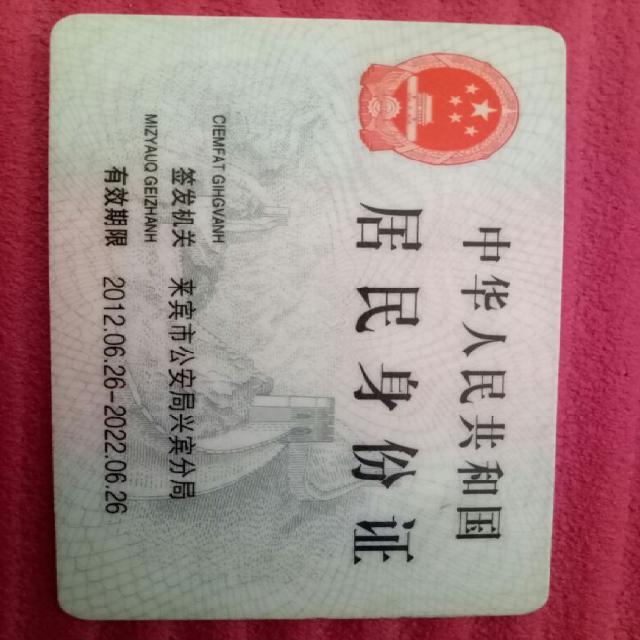 中华人民共和国
居民身份证
CIEMFAT GIHGVANH
签发机关 来宾市公安局兴宾分局
MIZYAUQ GEIZHANH
有效期限 2012.06.26-2022.06.26